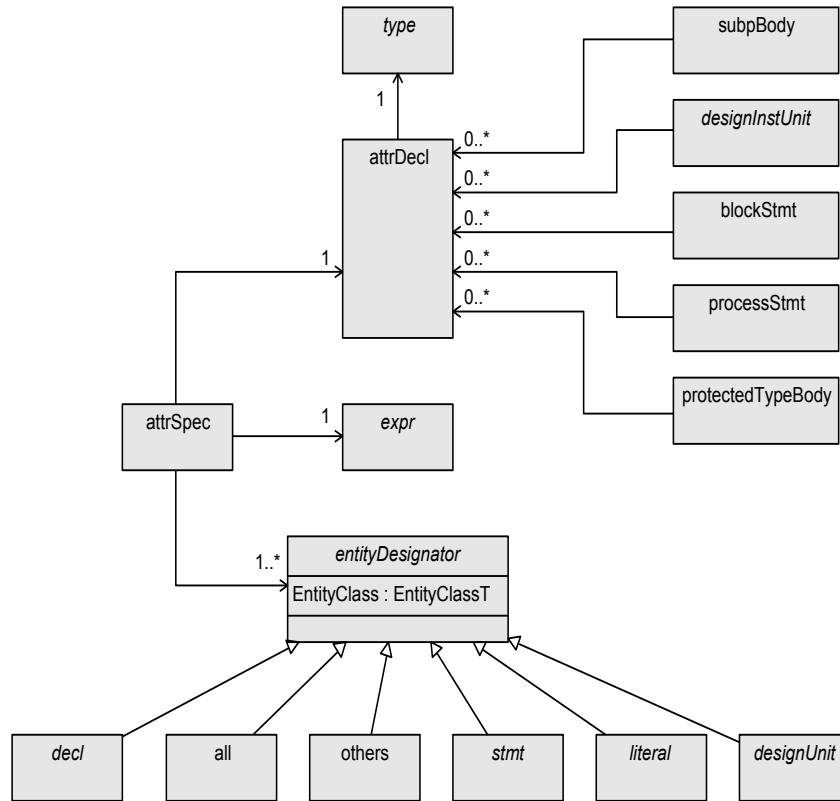 type
subpBody
1
designInstUnit
attrDecl
0..*
0..*
blockStmt
0..*
1
0..*
processStmt
0..*
protectedTypeBody
attrSpec
1
expr
entityDesignator
1..*
EntityClass : EntityClassT
decl
all
others
stmt
literal
designUnit